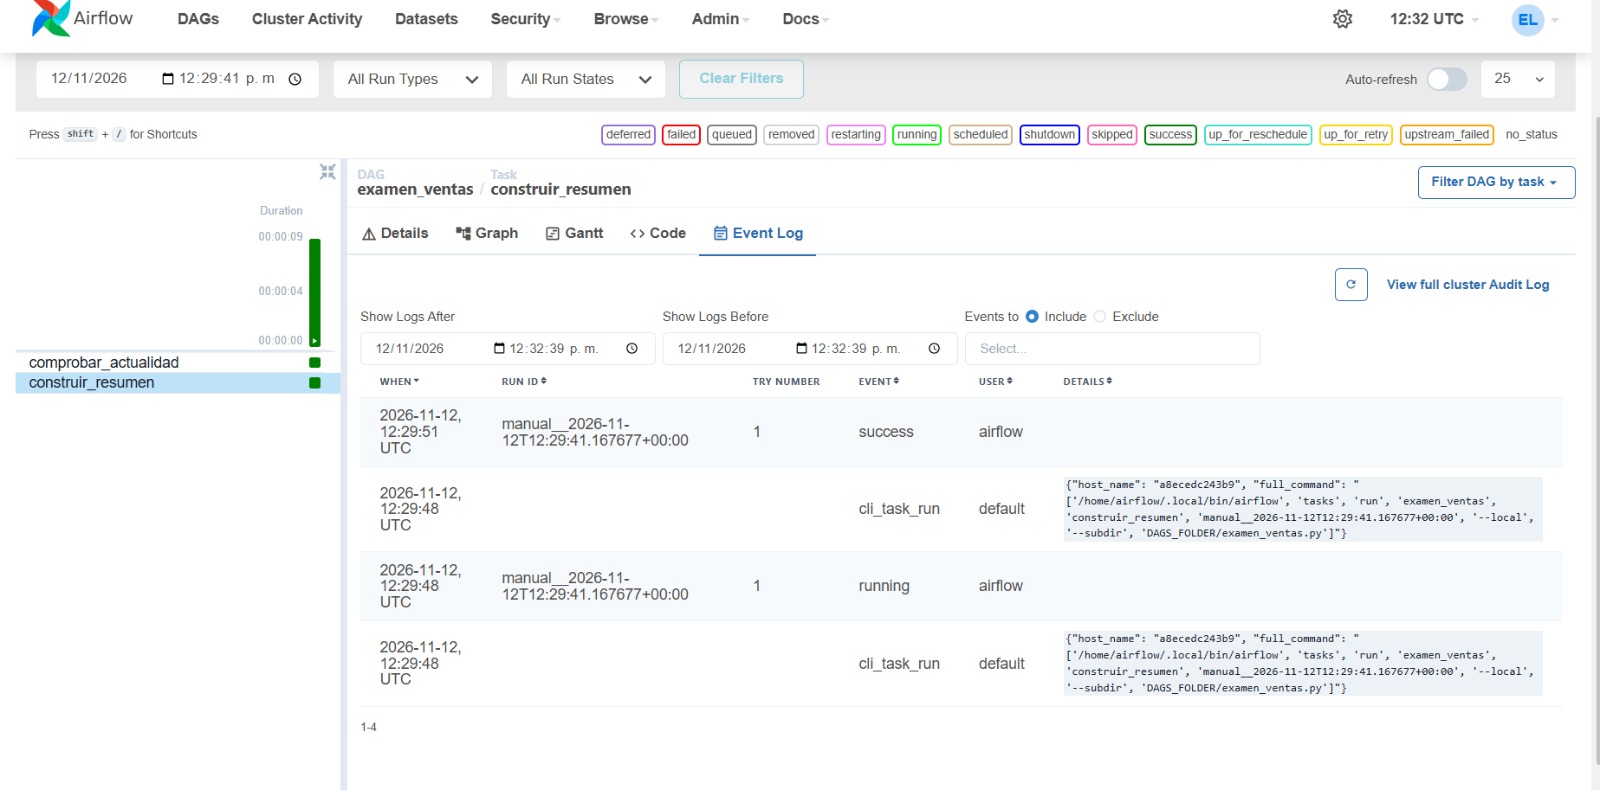 Airflow DAGs Cluster Activity Datasets Security Browse Admin Docs 12:32 UTC EL
12/11/2026 12:29:41 p. m All Run Types All Run States Clear Filters Auto-refresh 25
Press shift + / for Shortcuts deferred failed queued removed restarting running scheduled shutdown skipped success up_for_reschedule up_for_retry upstream_failed no_status
DAG Task
examen_ventas / construir_resumen
Filter DAG by task
Duration
00:00:09
00:00:04
00:00:00
comprobar_actualidad
construir_resumen
Details Graph Gantt Code Event Log
View full cluster Audit Log
Show Logs After Show Logs Before Events to Include Exclude
12/11/2026 12:32:39 p. m. 12/11/2026 12:32:39 p. m. Select...
WHEN RUN ID TRY NUMBER EVENT USER DETAILS
2026-11-12,
12:29:51
UTC
manual__2026-11-
12T12:29:41.167677+00:00
1
success
airflow
2026-11-12,
12:29:48
UTC
cli_task_run
default
{"host_name": "a8ecedc243b9", "full_command": "
['/home/airflow/.local/bin/airflow', 'tasks', 'run', 'examen_ventas',
'construir_resumen', 'manual__2026-11-12T12:29:41.167677+00:00', '--local',
'--subdir', 'DAGS_FOLDER/examen_ventas.py']"}
2026-11-12,
12:29:48
UTC
manual__2026-11-
12T12:29:41.167677+00:00
1
running
airflow
2026-11-12,
12:29:48
UTC
cli_task_run
default
{"host_name": "a8ecedc243b9", "full_command": "
['/home/airflow/.local/bin/airflow', 'tasks', 'run', 'examen_ventas',
'construir_resumen', 'manual__2026-11-12T12:29:41.167677+00:00', '--local',
'--subdir', 'DAGS_FOLDER/examen_ventas.py']"}
1-4